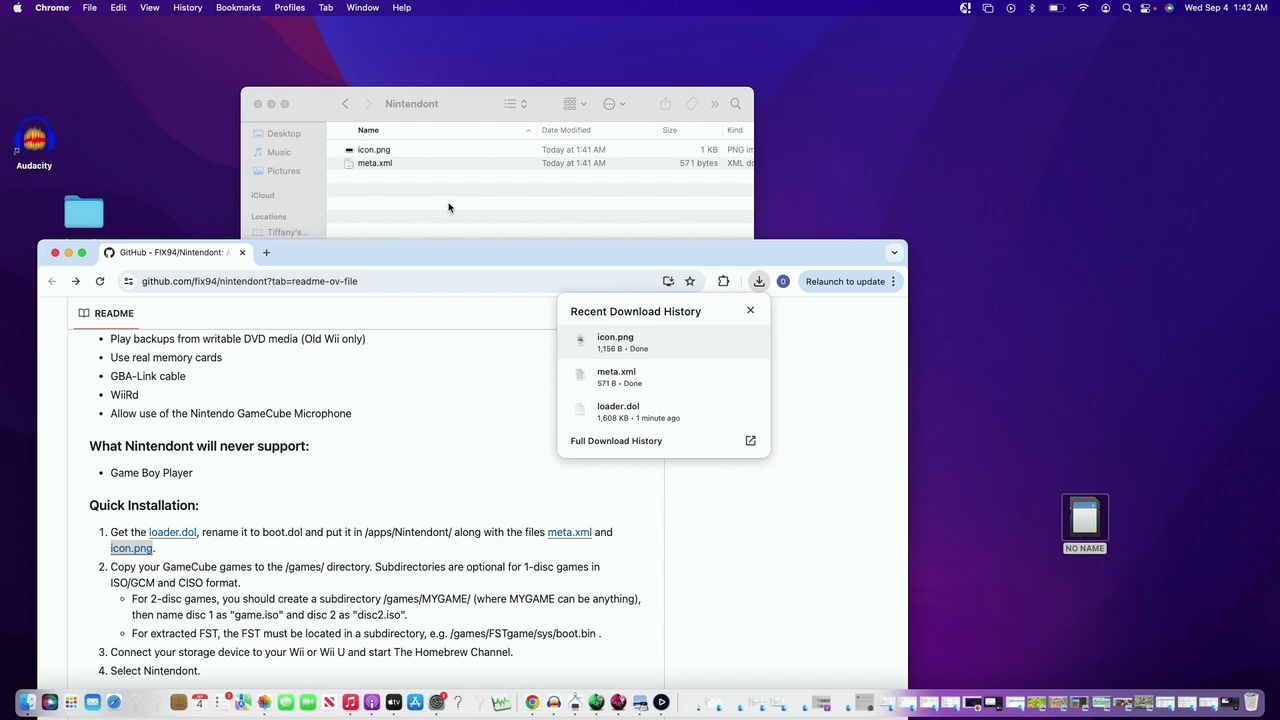 Chrome File Edit View History Bookmarks Profiles Tab Window Help
Wed Sep 4 1:42 AM
Audacity
Nintendont
Desktop
Music
Pictures
iCloud
Locations
Tiffany's...
Name Date Modified Size Kind
icon.png Today at 1:41 AM 1 KB PNG im
meta.xml Today at 1:41 AM 571 bytes XML do
GitHub - FIX94/Nintendont: A
github.com/fix94/nintendont?tab=readme-ov-file
D
Relaunch to update
README
Recent Download History
icon.png
1,156 B • Done
meta.xml
571 B • Done
loader.dol
1,608 KB • 1 minute ago
Full Download History
• Play backups from writable DVD media (Old Wii only)
• Use real memory cards
• GBA-Link cable
• WiiRd
• Allow use of the Nintendo GameCube Microphone
What Nintendont will never support:
• Game Boy Player
Quick Installation:
1. Get the loader.dol, rename it to boot.dol and put it in /apps/Nintendont/ along with the files meta.xml and
icon.png.
2. Copy your GameCube games to the /games/ directory. Subdirectories are optional for 1-disc games in
ISO/GCM and CISO format.
For 2-disc games, you should create a subdirectory /games/MYGAME/ (where MYGAME can be anything),
then name disc 1 as "game.iso" and disc 2 as "disc2.iso".
For extracted FST, the FST must be located in a subdirectory, e.g. /games/FSTgame/sys/boot.bin .
3. Connect your storage device to your Wii or Wii U and start The Homebrew Channel.
4. Select Nintendont.
NO NAME